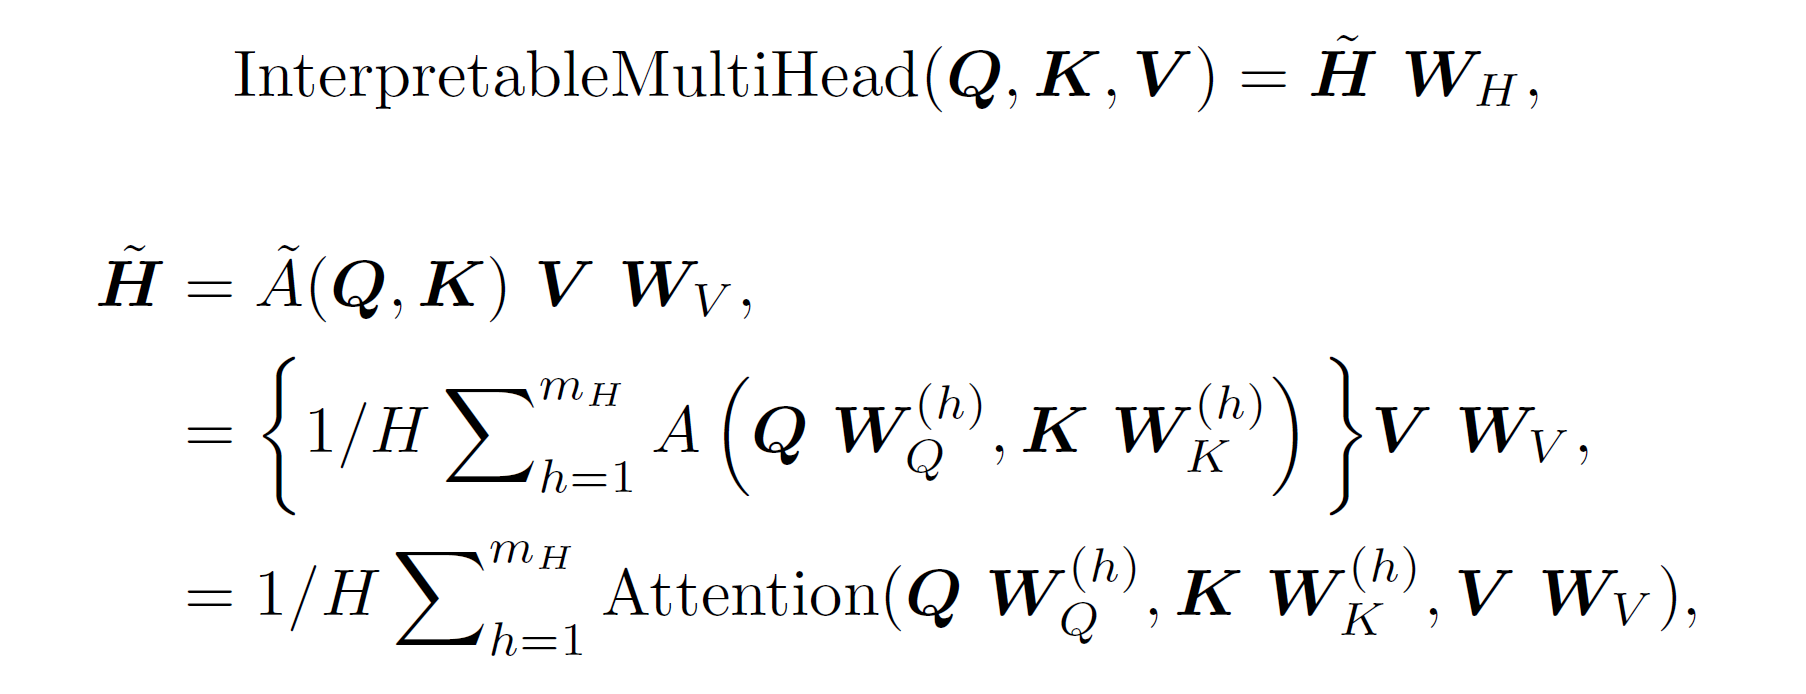 InterpretableMultiHead(Q, K, V) = H̃ W_H,
H̃ = Ã(Q, K) V W_V,
= {1/H ∑_{h=1}^{m_H} A(Q W_Q^{(h)}, K W_K^{(h)})} V W_V,
= 1/H ∑_{h=1}^{m_H} Attention(Q W_Q^{(h)}, K W_K^{(h)}, V W_V),